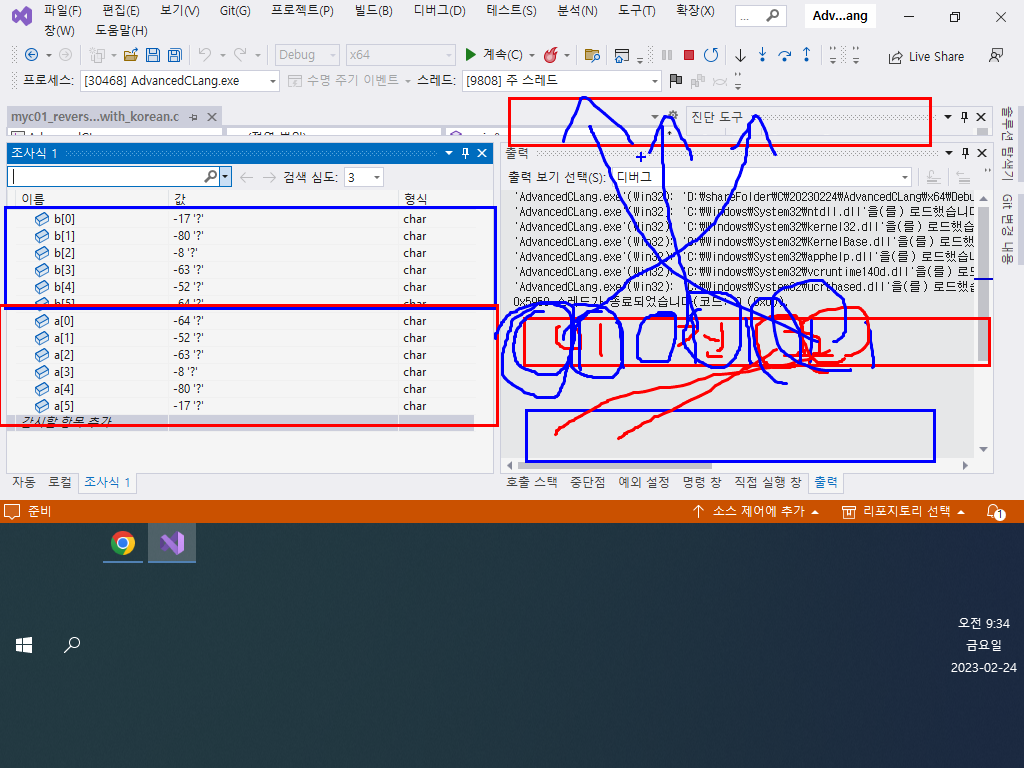 파일(F) 편집(E) 보기(V) Git(G) 프로젝트(P) 빌드(B) 디버그(D) 테스트(S) 분석(N) 도구(T) 확장(X) ... Adv...ang
창(W) 도움말(H)
Debug x64 계속(C) Live Share
프로세스: [30468] AdvancedCLang.exe 수명 주기 이벤트 스레드: [9808] 주 스레드
myc01_revers...with_korean.c
진단 도구
솔루션 탐색기
Git 변경 내용
조사식 1
검색 심도: 3
이름 값 형식
b[0] -17 '?' char
b[1] -80 '?' char
b[2] -8 '?' char
b[3] -63 '?' char
b[4] -52 '?' char
b[5] -64 '?' char
a[0] -64 '?' char
a[1] -52 '?' char
a[2] -63 '?' char
a[3] -8 '?' char
a[4] -80 '?' char
a[5] -17 '?' char
감시할 항목 추가
자동 로컬 조사식 1
출력
출력 보기 선택(S): 디버그
'AdvancedCLang.exe'(Win32): 'D:₩shareFolder₩C₩20230224₩AdvancedCLang₩x64₩Debu
'AdvancedCLang.exe'(Win32): 'C:₩Windows₩System32₩ntdll.dll'을(를) 로드했습니다
'AdvancedCLang.exe'(Win32): 'C:₩Windows₩System32₩kernel32.dll'을(를) 로드했
'AdvancedCLang.exe'(Win32): 'C:₩Windows₩System32₩KernelBase.dll'을(를) 로드했
'AdvancedCLang.exe'(Win32): 'C:₩Windows₩System32₩apphelp.dll'을(를) 로드했습니
'AdvancedCLang.exe'(Win32): 'C:₩Windows₩System32₩vcruntime140d.dll'을(를) 로드
'AdvancedCLang.exe'(Win32): 'C:₩Windows₩System32₩ucrtbased.dll'을(를) 로드했습
스레드가 종료되었습니다(코드: 0 (0x0)).
호출 스택 중단점 예외 설정 명령 창 직접 실행 창 출력
준비 소스 제어에 추가 리포지토리 선택 1
오전 9:34
금요일
2023-02-24